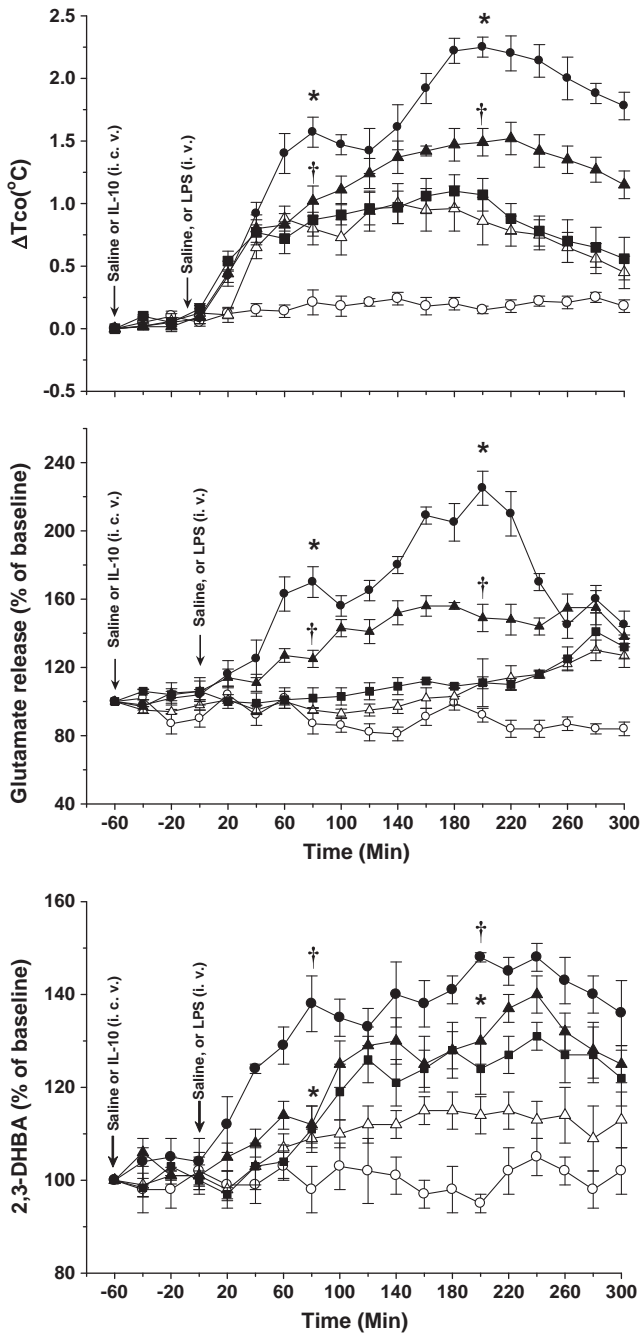 ΔTco(°C)
2.5
2.0
1.5
1.0
0.5
0.0
-0.5
Saline or IL-10 (i. c. v.)
Saline, or LPS (i. v.)
*
†
*
†
Glutamate release (% of baseline)
240
200
160
120
80
40
Saline or IL-10 (i. c. v.)
Saline, or LPS (i. v.)
*
†
*
†
-60 -20 20 60 100 140 180 220 260 300
Time (Min)
2,3-DHBA (% of baseline)
160
140
120
100
80
Saline or IL-10 (i. c. v.)
Saline, or LPS (i. v.)
†
*
†
*
-60 -20 20 60 100 140 180 220 260 300
Time (Min)